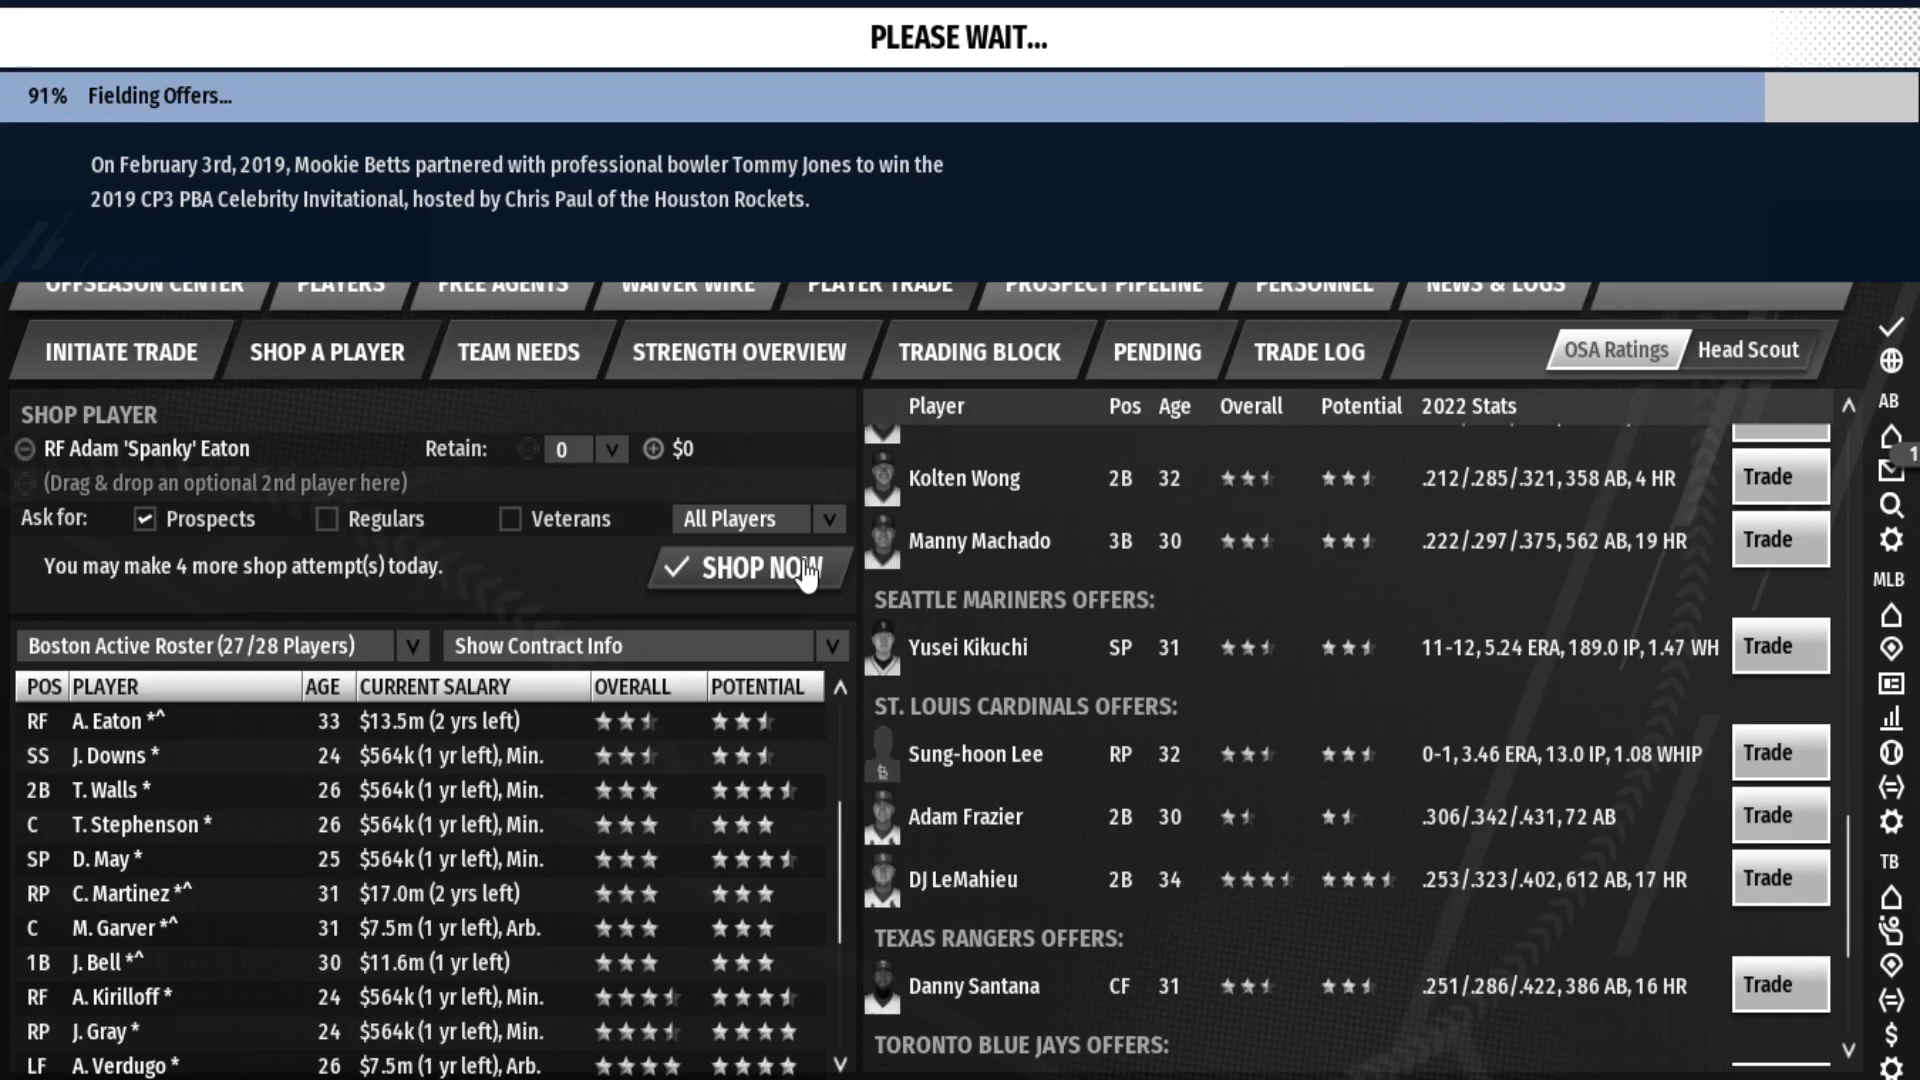 PLEASE WAIT...
91% Fielding Offers...
On February 3rd, 2019, Mookie Betts partnered with professional bowler Tommy Jones to win the
2019 CP3 PBA Celebrity Invitational, hosted by Chris Paul of the Houston Rockets.
OFFSEASON CENTER PLAYERS FREE AGENTS WAIVER WIRE PLAYER TRADE PROSPECT PIPELINE PERSONNEL NEWS & LOGS
INITIATE TRADE SHOP A PLAYER TEAM NEEDS STRENGTH OVERVIEW TRADING BLOCK PENDING TRADE LOG OSA Ratings Head Scout
SHOP PLAYER
RF Adam 'Spanky' Eaton Retain: 0 $0
(Drag & drop an optional 2nd player here)
Ask for: Prospects Regulars Veterans All Players
You may make 4 more shop attempt(s) today. SHOP NOW
Boston Active Roster (27/28 Players) Show Contract Info
POS PLAYER AGE CURRENT SALARY OVERALL POTENTIAL
RF A. Eaton *^ 33 $13.5m (2 yrs left)
SS J. Downs * 24 $564k (1 yr left), Min.
2B T. Walls * 26 $564k (1 yr left), Min.
C T. Stephenson * 26 $564k (1 yr left), Min.
SP D. May * 25 $564k (1 yr left), Min.
RP C. Martinez *^ 31 $17.0m (2 yrs left)
C M. Garver *^ 31 $7.5m (1 yr left), Arb.
1B J. Bell *^ 30 $11.6m (1 yr left)
RF A. Kirilloff * 24 $564k (1 yr left), Min.
RP J. Gray * 24 $564k (1 yr left), Min.
LF A. Verdugo * 26 $7.5m (1 yr left), Arb.
Player Pos Age Overall Potential 2022 Stats
Kolten Wong 2B 32 .212/.285/.321, 358 AB, 4 HR Trade
Manny Machado 3B 30 .222/.297/.375, 562 AB, 19 HR Trade
SEATTLE MARINERS OFFERS:
Yusei Kikuchi SP 31 11-12, 5.24 ERA, 189.0 IP, 1.47 WH Trade
ST. LOUIS CARDINALS OFFERS:
Sung-hoon Lee RP 32 0-1, 3.46 ERA, 13.0 IP, 1.08 WHIP Trade
Adam Frazier 2B 30 .306/.342/.431, 72 AB Trade
DJ LeMahieu 2B 34 .253/.323/.402, 612 AB, 17 HR Trade
TEXAS RANGERS OFFERS:
Danny Santana CF 31 .251/.286/.422, 386 AB, 16 HR Trade
TORONTO BLUE JAYS OFFERS:
AB
1
MLB
TB